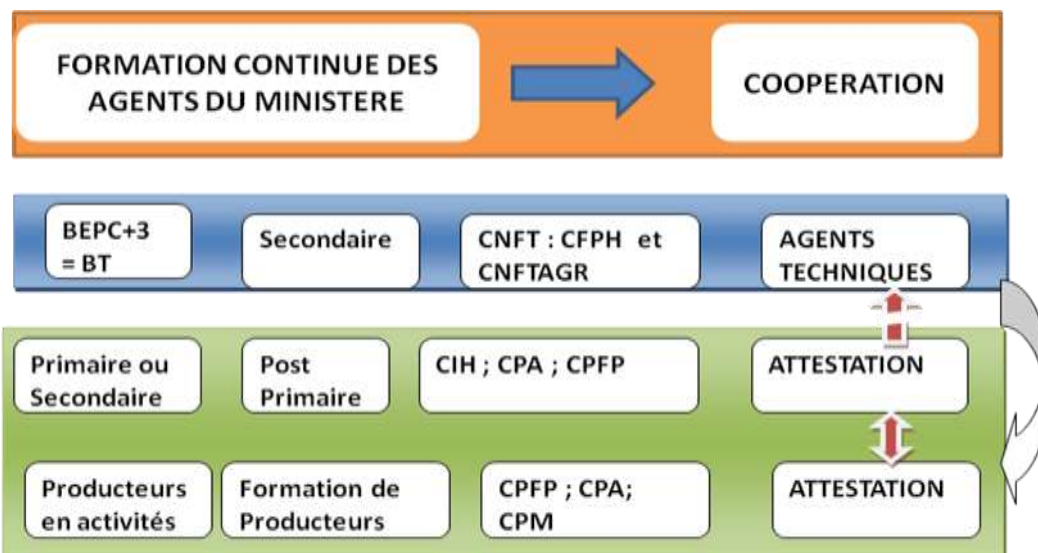 FORMATION CONTINUE DES
AGENTS DU MINISTERE
COOPERATION
BEPC+3
= BT
Secondaire
CNFT : CFPH et
CNFTAGR
AGENTS
TECHNIQUES
Primaire ou
Secondaire
Post
Primaire
CIH ; CPA ; CPFP
ATTESTATION
Producteurs
en activités
Formation de
Producteurs
CPFP ; CPA;
CPM
ATTESTATION